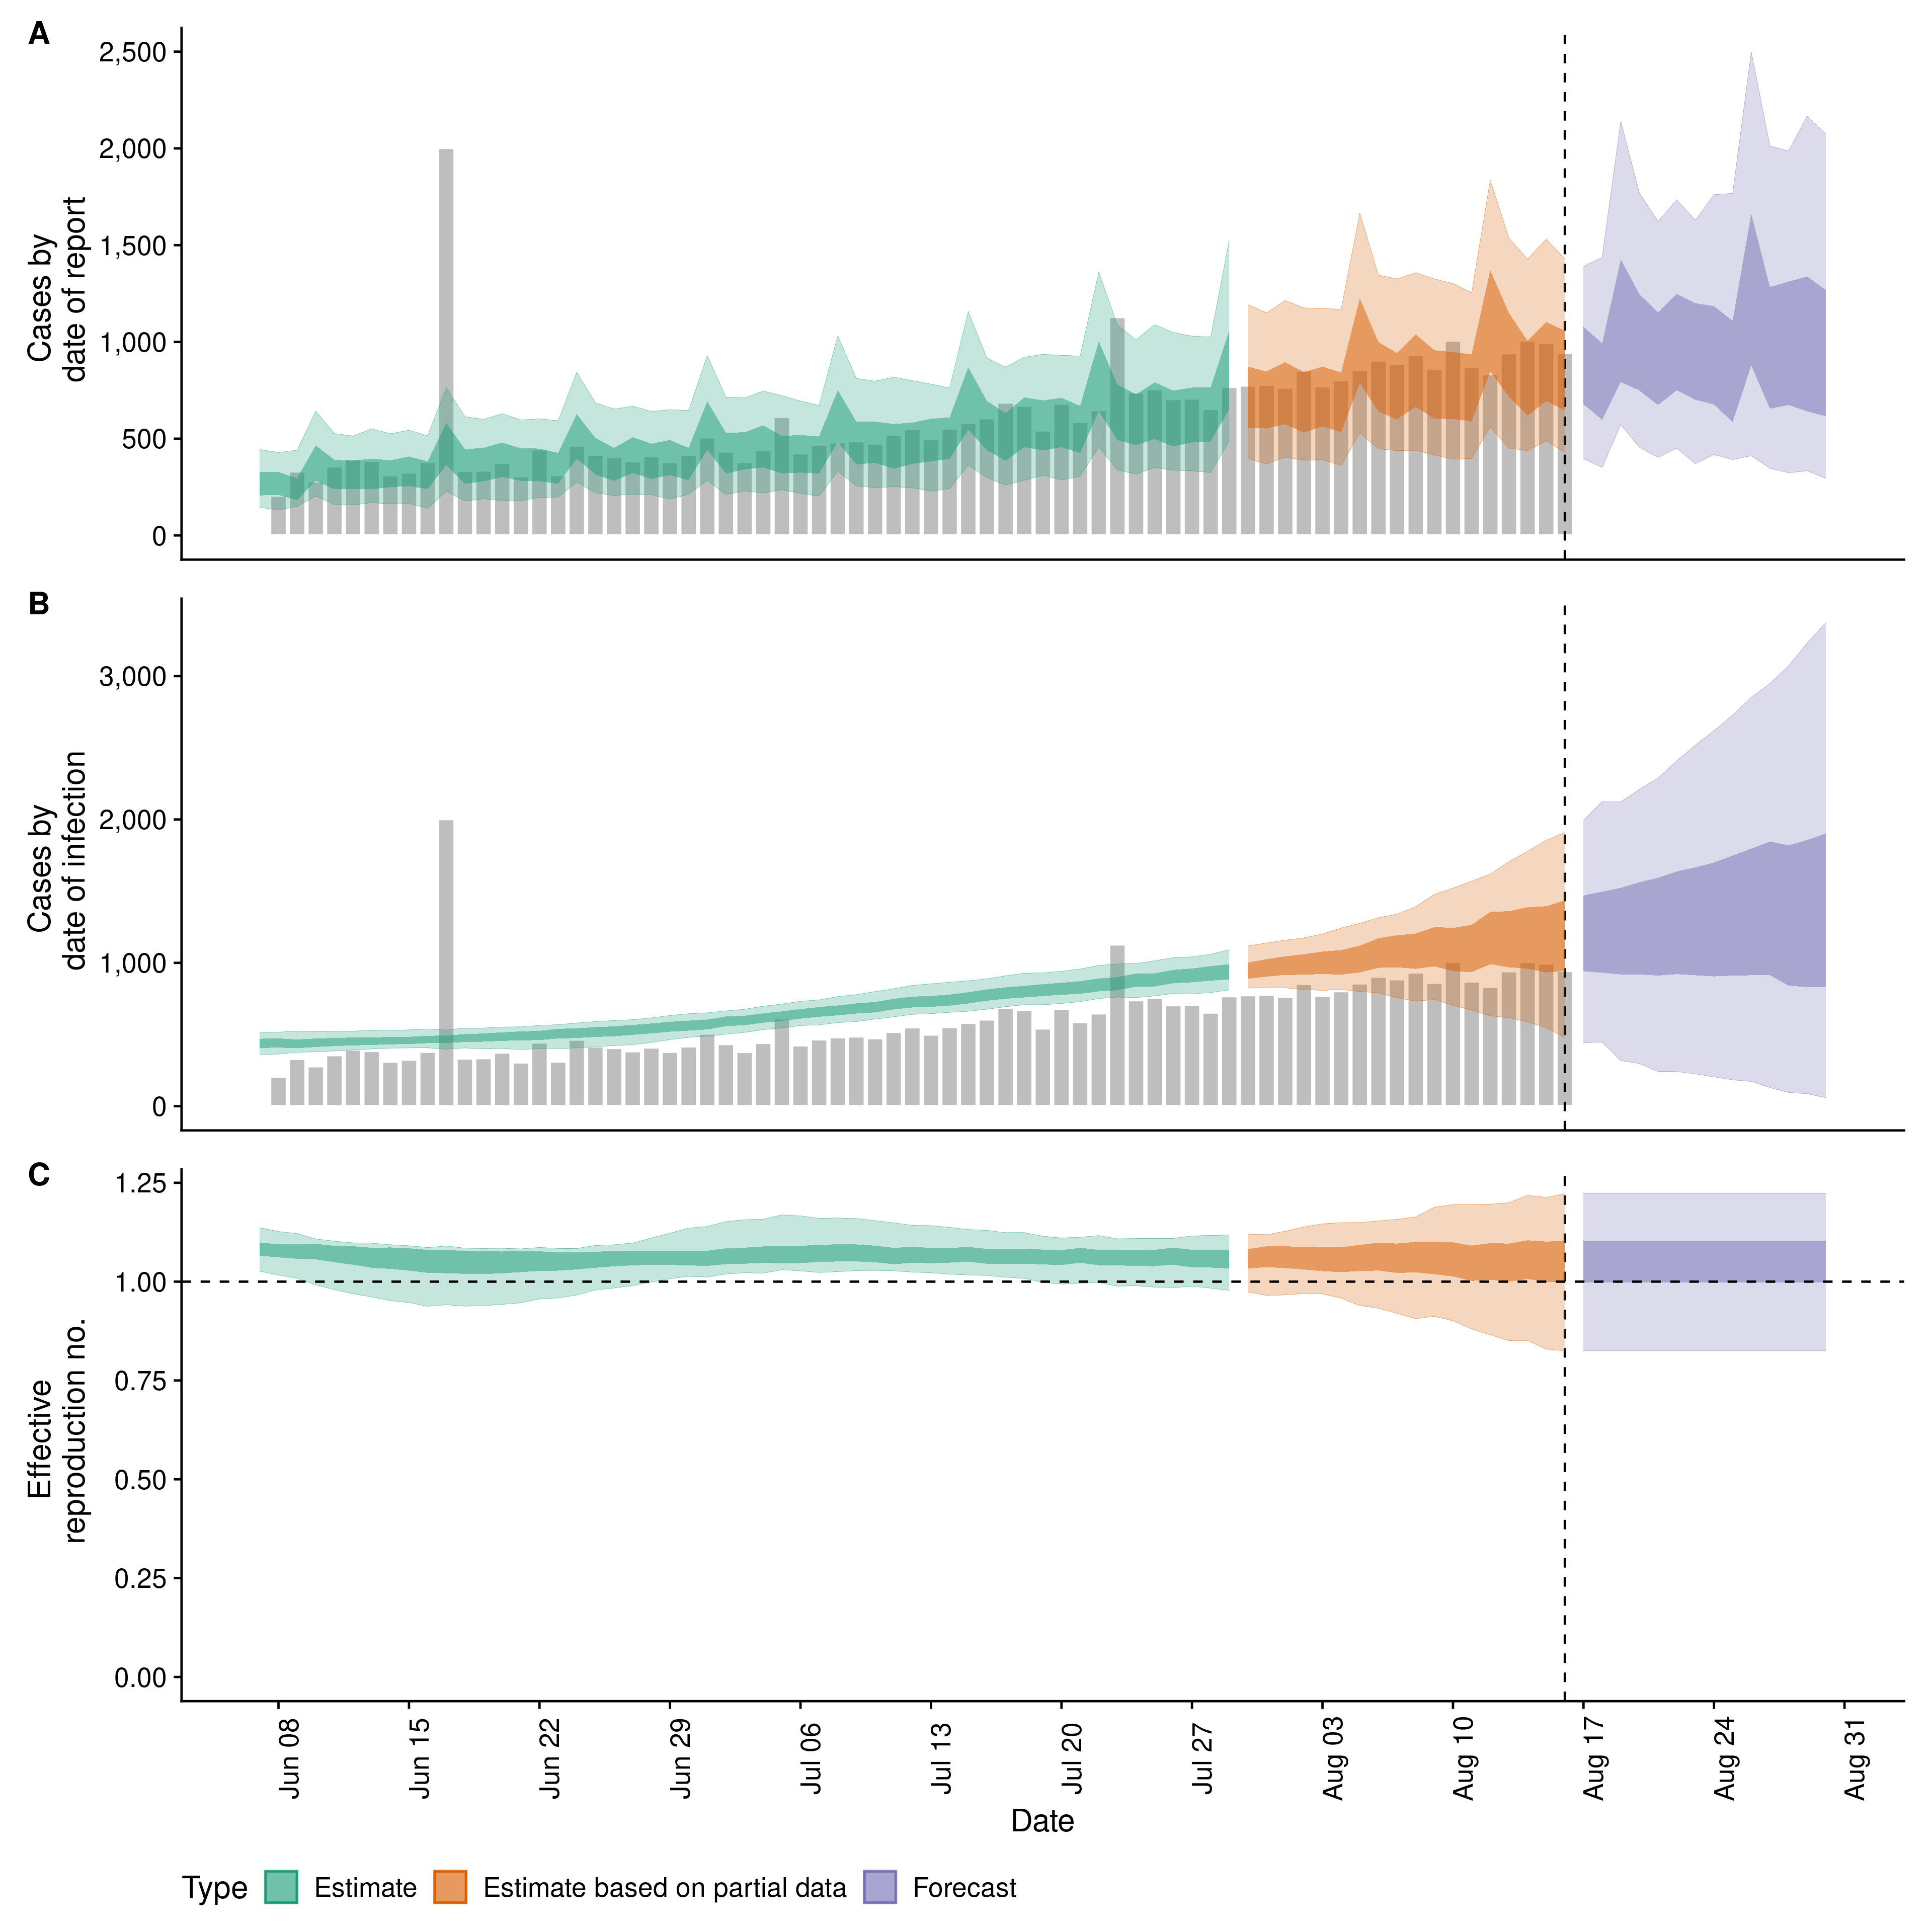 A
2,500
2,000
1,500
1,000
500
0
Cases by
date of report
B
3,000
2,000
1,000
0
Cases by
date of infection
C
1.25
1.00
0.75
0.50
0.25
0.00
Effective
reproduction no.
Jun 08
Jun 15
Jun 22
Jun 29
Jul 06
Jul 13
Jul 20
Jul 27
Aug 03
Aug 10
Aug 17
Aug 24
Aug 31
Date
Type Estimate Estimate based on partial data Forecast